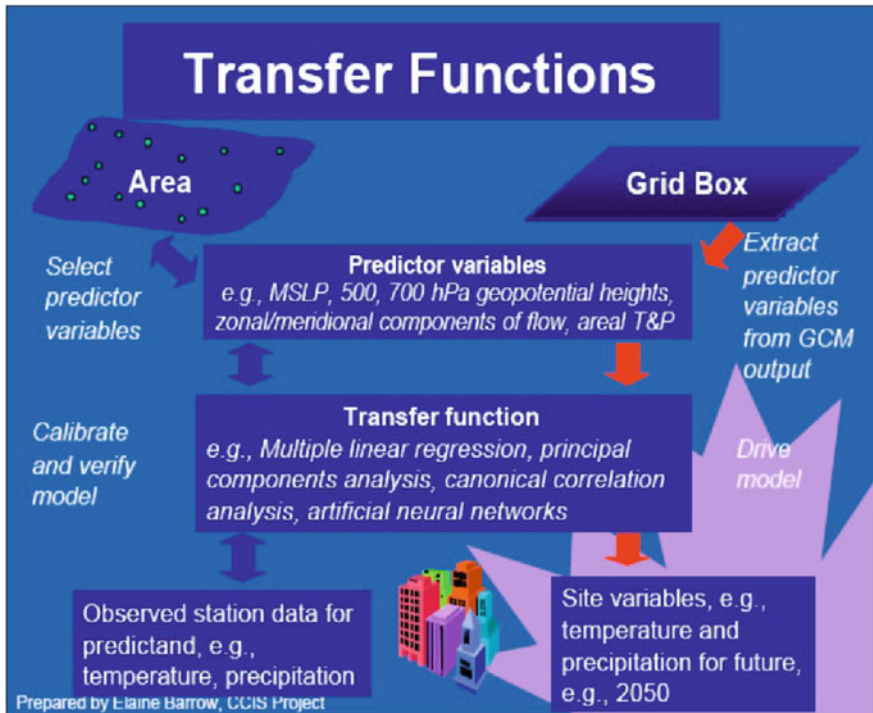 Transfer Functions
Area
Grid Box
Select
predictor
variables
Predictor variables
e.g., MSLP, 500, 700 hPa geopotential heights,
zonal/meridional components of flow, areal T&P
Extract
predictor
variables
from GCM
output
Calibrate
and verify
model
Transfer function
e.g., Multiple linear regression, principal
components analysis, canonical correlation
analysis, artificial neural networks
Drive
model
Observed station data for
predictand, e.g.,
temperature, precipitation
Site variables, e.g.,
temperature and
precipitation for future,
e.g., 2050
Prepared by Elaine Barrow, CCIS Project